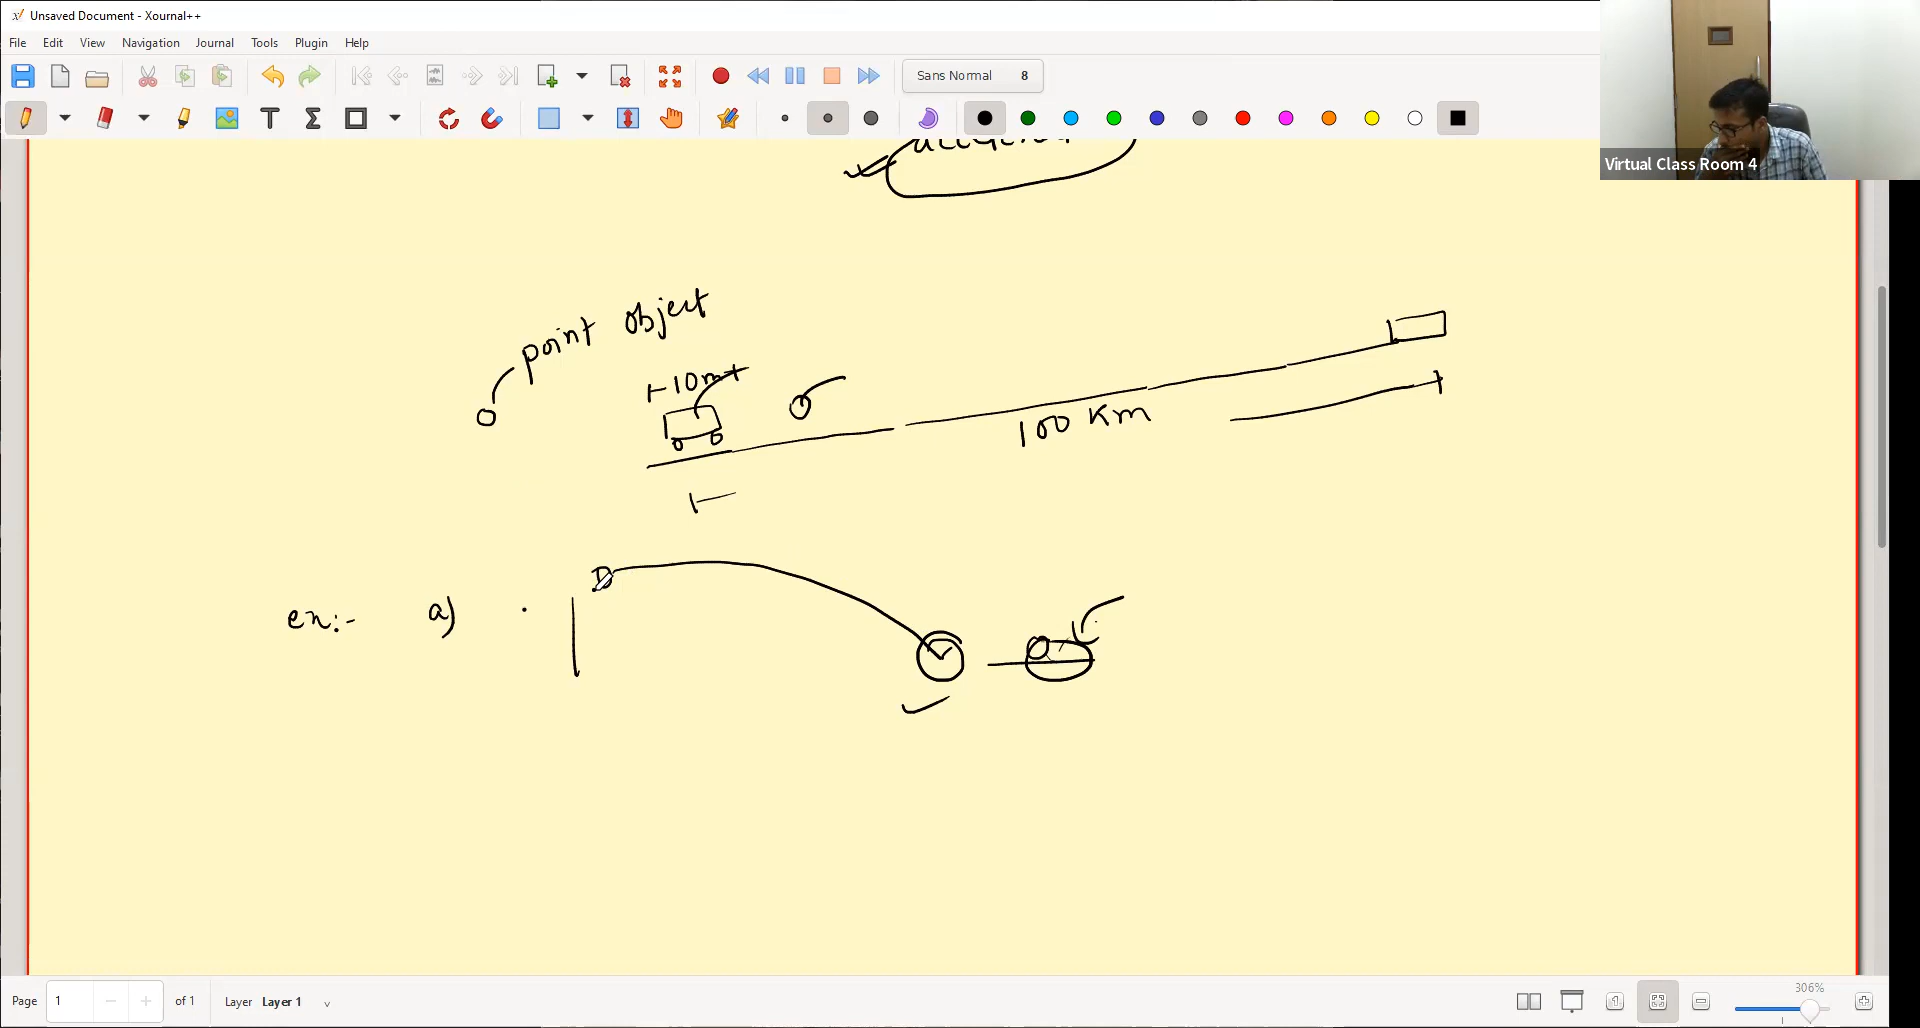 Unsaved Document - Xournal++
File Edit View Navigation Journal Tools Plugin Help
Sans Normal 8
Virtual Class Room 4
point object
10m
100 Km
ex:- a)
Page 1 of 1 Layer Layer 1 306%